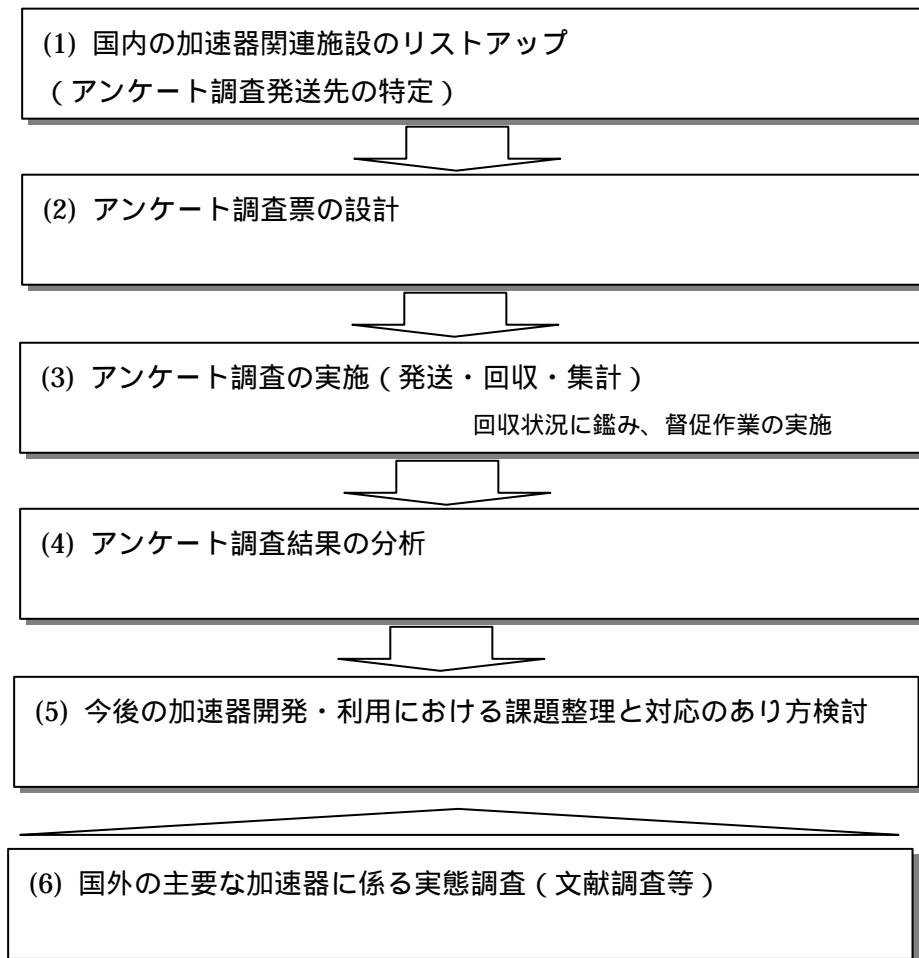 (1) 国内の加速器関連施設のリストアップ
（アンケート調査発送先の特定）
(2) アンケート調査票の設計
(3) アンケート調査の実施（発送・回収・集計）
回収状況に鑑み、督促作業の実施
(4) アンケート調査結果の分析
(5) 今後の加速器開発・利用における課題整理と対応のあり方検討
(6) 国外の主要な加速器に係る実態調査（文献調査等）